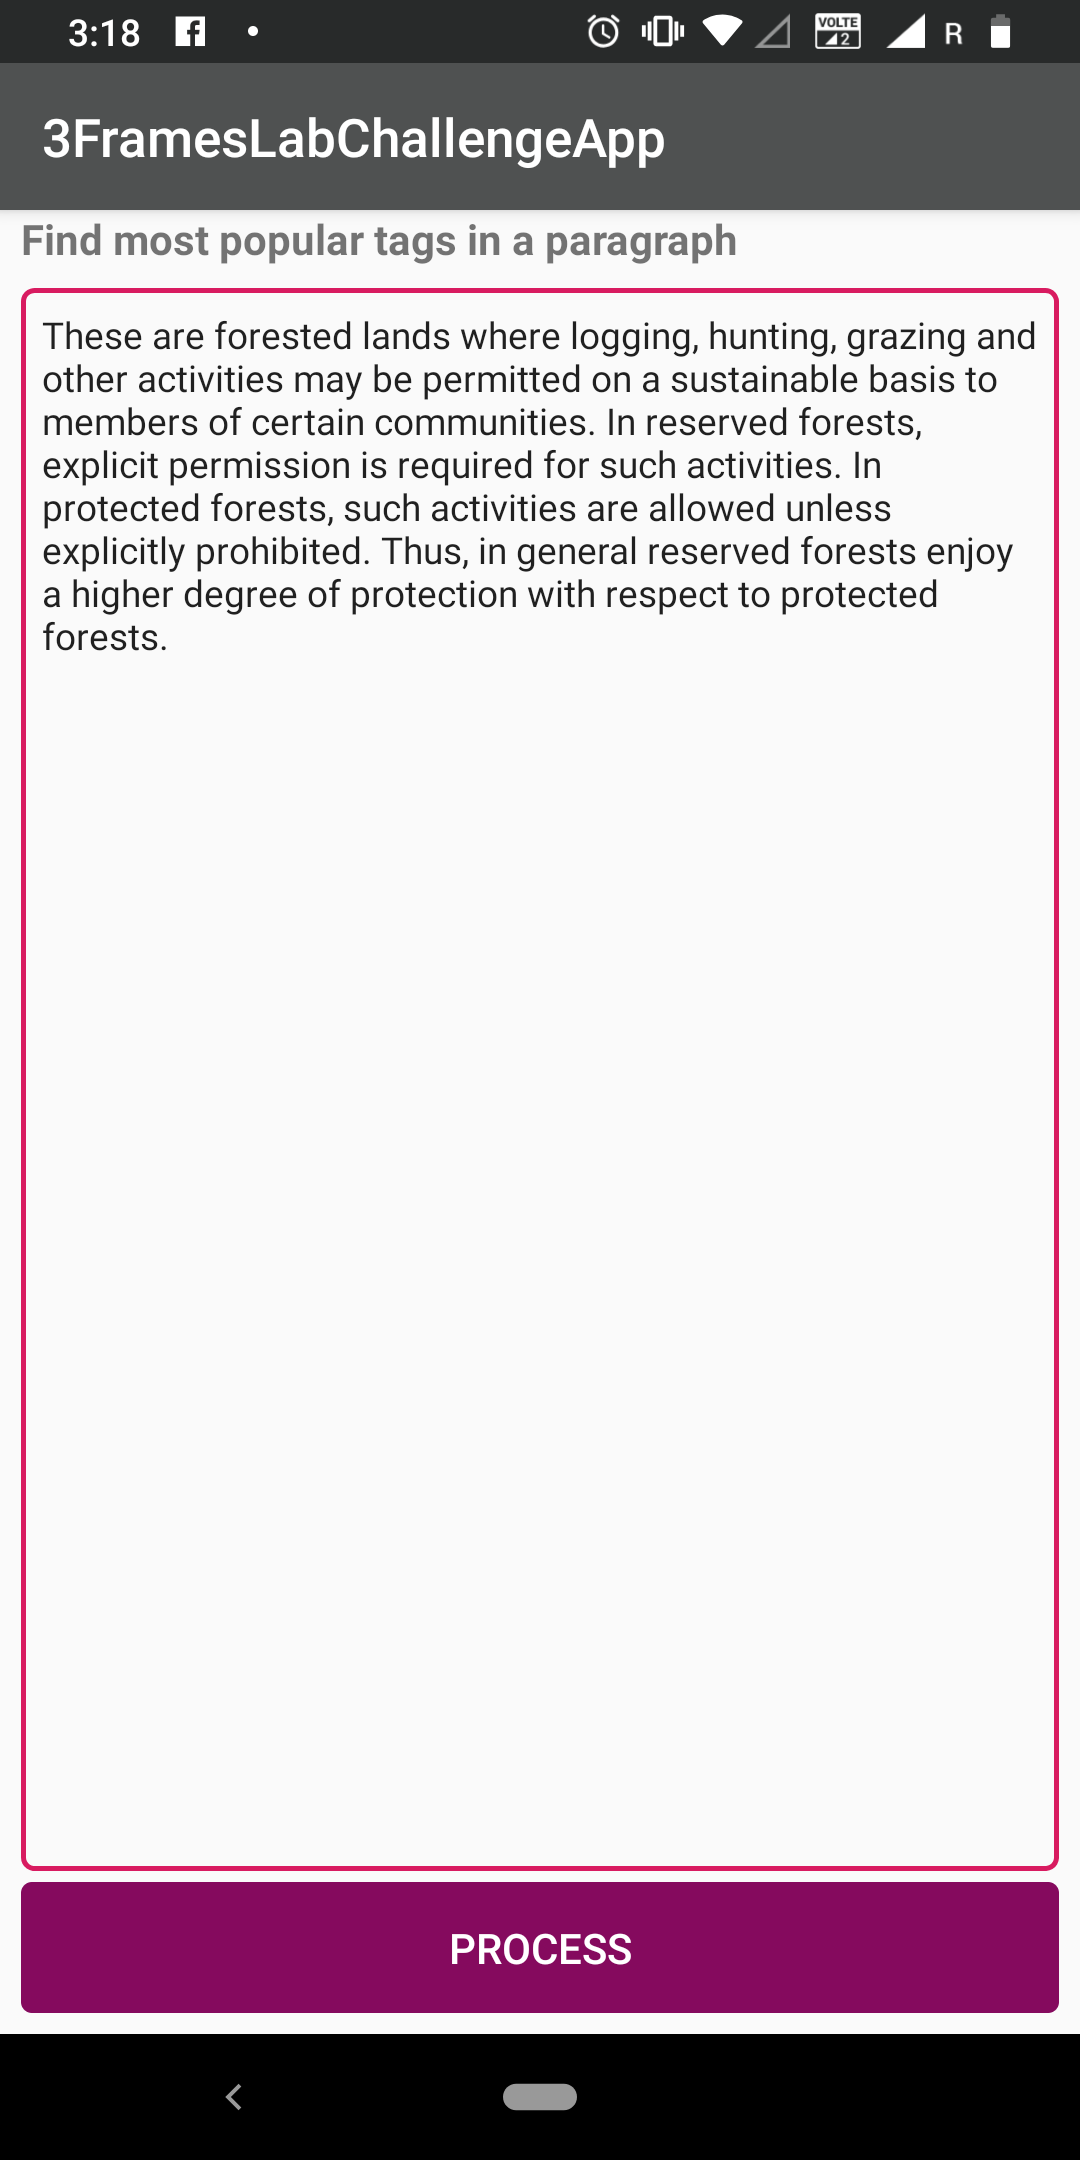 3:18
VOLTE
2
R
3FramesLabChallengeApp
Find most popular tags in a paragraph
These are forested lands where logging, hunting, grazing and
other activities may be permitted on a sustainable basis to
members of certain communities. In reserved forests,
explicit permission is required for such activities. In
protected forests, such activities are allowed unless
explicitly prohibited. Thus, in general reserved forests enjoy
a higher degree of protection with respect to protected
forests.
PROCESS